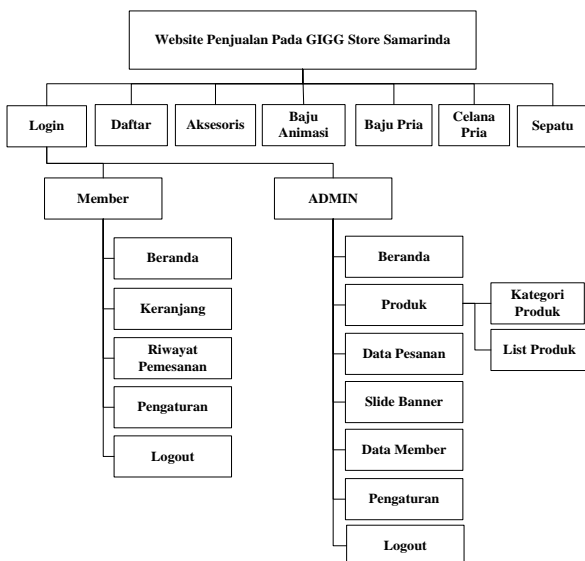 Website Penjualan Pada GIGG Store Samarinda
Login
Daftar
Aksesoris
Baju
Animasi
Baju Pria
Celana
Pria
Sepatu
Member
ADMIN
Beranda
Keranjang
Riwayat
Pemesanan
Pengaturan
Logout
Beranda
Produk
Kategori
Produk
List Produk
Data Pesanan
Slide Banner
Data Member
Pengaturan
Logout